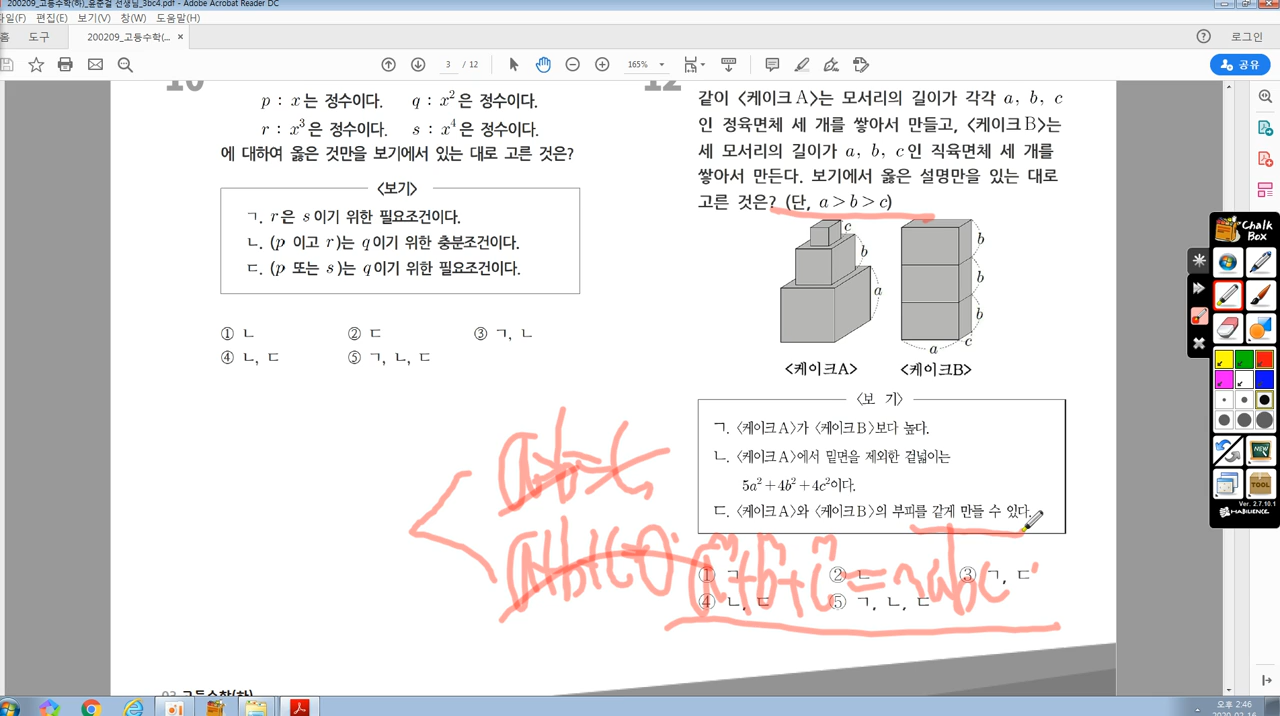 200209_고등수학(하)_윤준걸 선생님_3bc4.pdf - Adobe Acrobat Reader DC
파일(F) 편집(E) 보기(V) 창(W) 도움말(H)
홈 도구 200209_고등수학(... × 로그인
3 / 12 165% 공유
p : x는 정수이다. q : x²은 정수이다.
r : x³은 정수이다. s : x⁴은 정수이다.
에 대하여 옳은 것만을 보기에서 있는 대로 고른 것은?
<보기>
ㄱ. r은 s이기 위한 필요조건이다.
ㄴ. (p 이고 r)는 q이기 위한 충분조건이다.
ㄷ. (p 또는 s)는 q이기 위한 필요조건이다.
① ㄴ ② ㄷ ③ ㄱ, ㄴ
④ ㄴ, ㄷ ⑤ ㄱ, ㄴ, ㄷ
12
같이 <케이크A>는 모서리의 길이가 각각 a, b, c
인 정육면체 세 개를 쌓아서 만들고, <케이크B>는
세 모서리의 길이가 a, b, c인 직육면체 세 개를
쌓아서 만든다. 보기에서 옳은 설명만을 있는 대로
고른 것은? (단, a>b>c)
c b a
b b b a c
<케이크A> <케이크B>
<보 기>
ㄱ. <케이크A>가 <케이크B>보다 높다.
ㄴ. <케이크A>에서 밑면을 제외한 겉넓이는
5a²+4b²+c²이다.
ㄷ. <케이크A>와 <케이크B>의 부피를 같게 만들 수 있다.
① ㄱ ② ㄴ ③ ㄱ, ㄷ
④ ㄴ, ㄷ ⑤ ㄱ, ㄴ, ㄷ
a=b=c
a+b+c=0
a³+b³+c³=3abc
03 고등수학(하)
Chalk Box
NEW
TOOL
Ver. 2.7.10.1
HABILIENCE
오후 2:46
2020-02-16